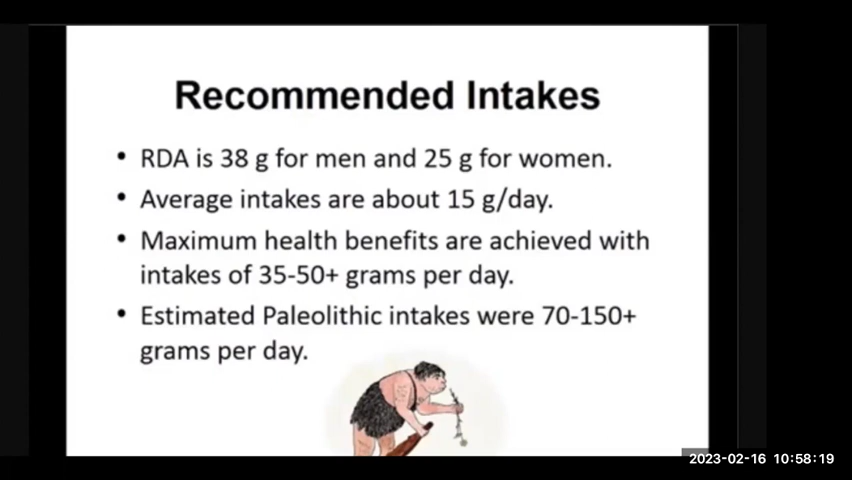 Recommended Intakes
• RDA is 38 g for men and 25 g for women.
• Average intakes are about 15 g/day.
• Maximum health benefits are achieved with
intakes of 35-50+ grams per day.
• Estimated Paleolithic intakes were 70-150+
grams per day.
2023-02-16 10:58:19